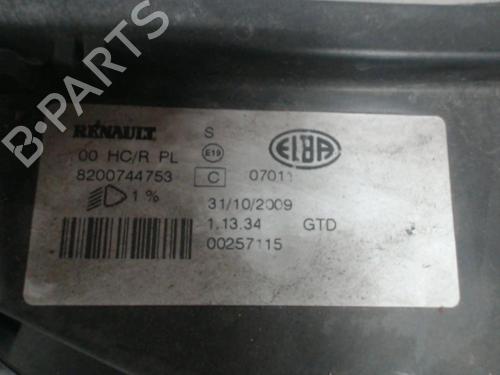 B-PARTS
RENAULT S ELBA
00 HC/R PL E19
8200744753 C 07011
1 % 31/10/2009
1.13.34 GTD
00257115